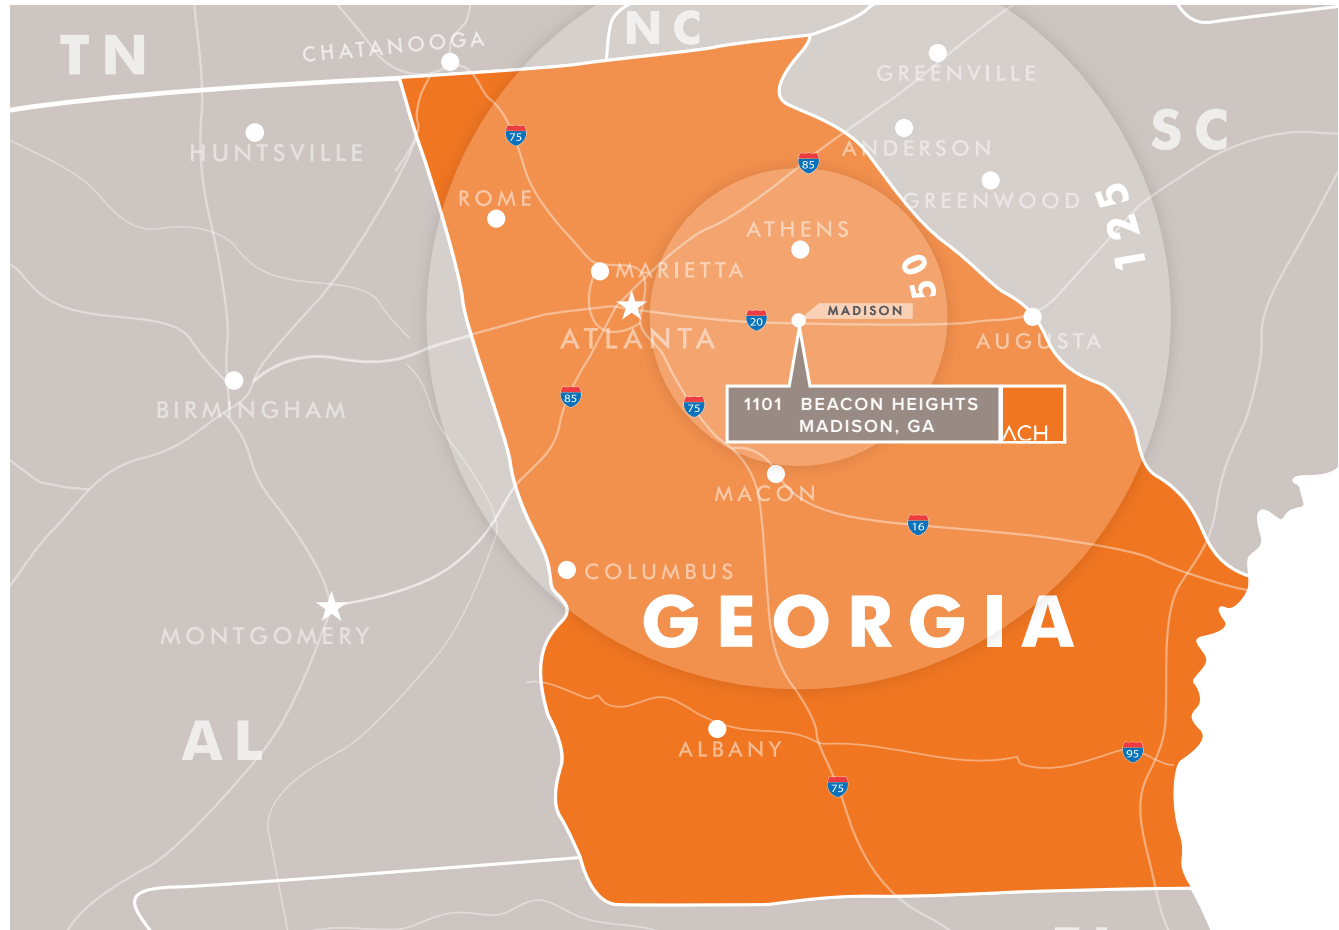 TN
CHATANOOGA
NC
GREENVILLE
SC
HUNTSVILLE
75
85
ANDERSON
ROME
GREENWOOD
125
ATHENS
MARIETTA
50
20
MADISON
ATLANTA
AUGUSTA
85
75
1101 BEACON HEIGHTS
MADISON, GA
ACH
BIRMINGHAM
MACON
16
COLUMBUS
GEORGIA
MONTGOMERY
AL
ALBANY
95
75